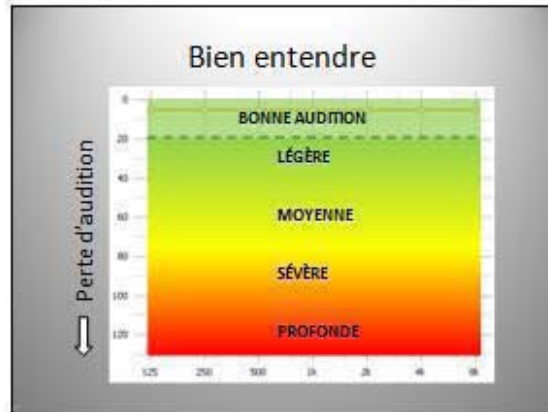 Bien entendre
Perte d'audition
0
BONNE AUDITION
20
LÉGÈRE
40
60
MOYENNE
80
SÉVÈRE
100
120
PROFONDE
125 250 500 1k 2k 4k 8k